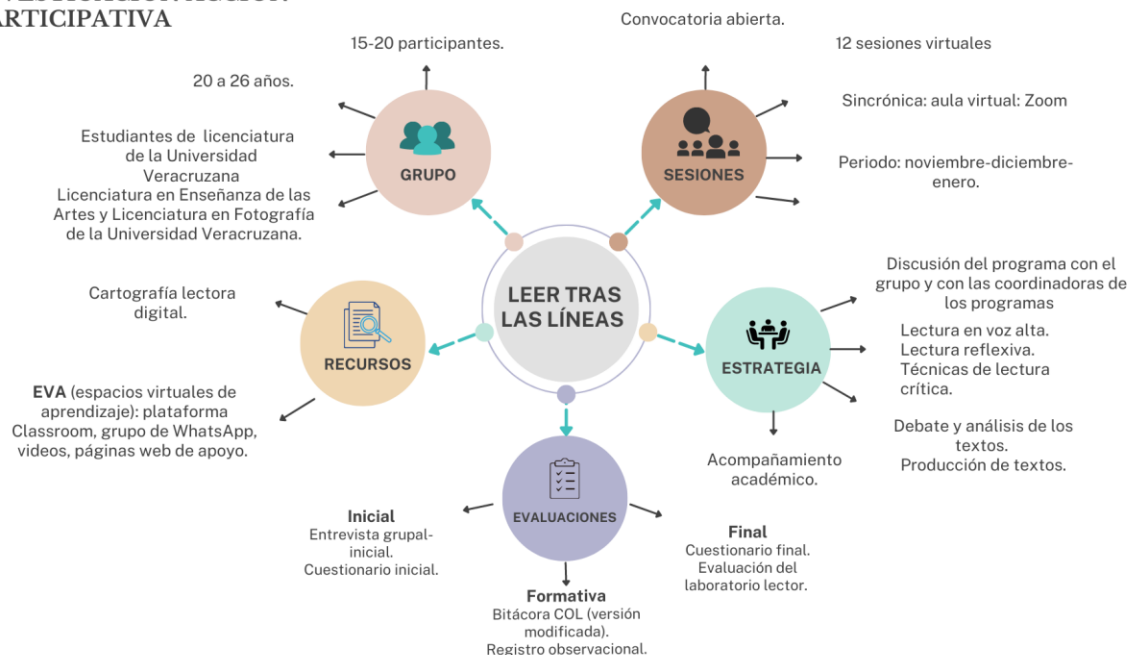 PARTICIPATIVA
Convocatoria abierta.
15-20 participantes.
12 sesiones virtuales
20 a 26 años.
Sincrónica: aula virtual: Zoom
Estudiantes de licenciatura
de la Universidad
Veracruzana
Licenciatura en Enseñanza de las
Artes y Licenciatura en Fotografía
de la Universidad Veracruzana.
GRUPO
SESIONES
Periodo: noviembre-diciembre-
enero.
LEER TRAS
LAS LÍNEAS
Cartografía lectora
digital.
RECURSOS
EVA (espacios virtuales de
aprendizaje): plataforma
Classroom, grupo de WhatsApp,
videos, páginas web de apoyo.
Discusión del programa con el
grupo y con las coordinadoras de
los programas
Lectura en voz alta.
Lectura reflexiva.
Técnicas de lectura
crítica.
ESTRATEGIA
Debate y análisis de los
textos.
Producción de textos.
Acompañamiento
académico.
EVALUACIONES
Inicial
Entrevista grupal-
inicial.
Cuestionario inicial.
Formativa
Bitácora COL (versión
modificada).
Registro observacional.
Final
Cuestionario final.
Evaluación del
laboratorio lector.